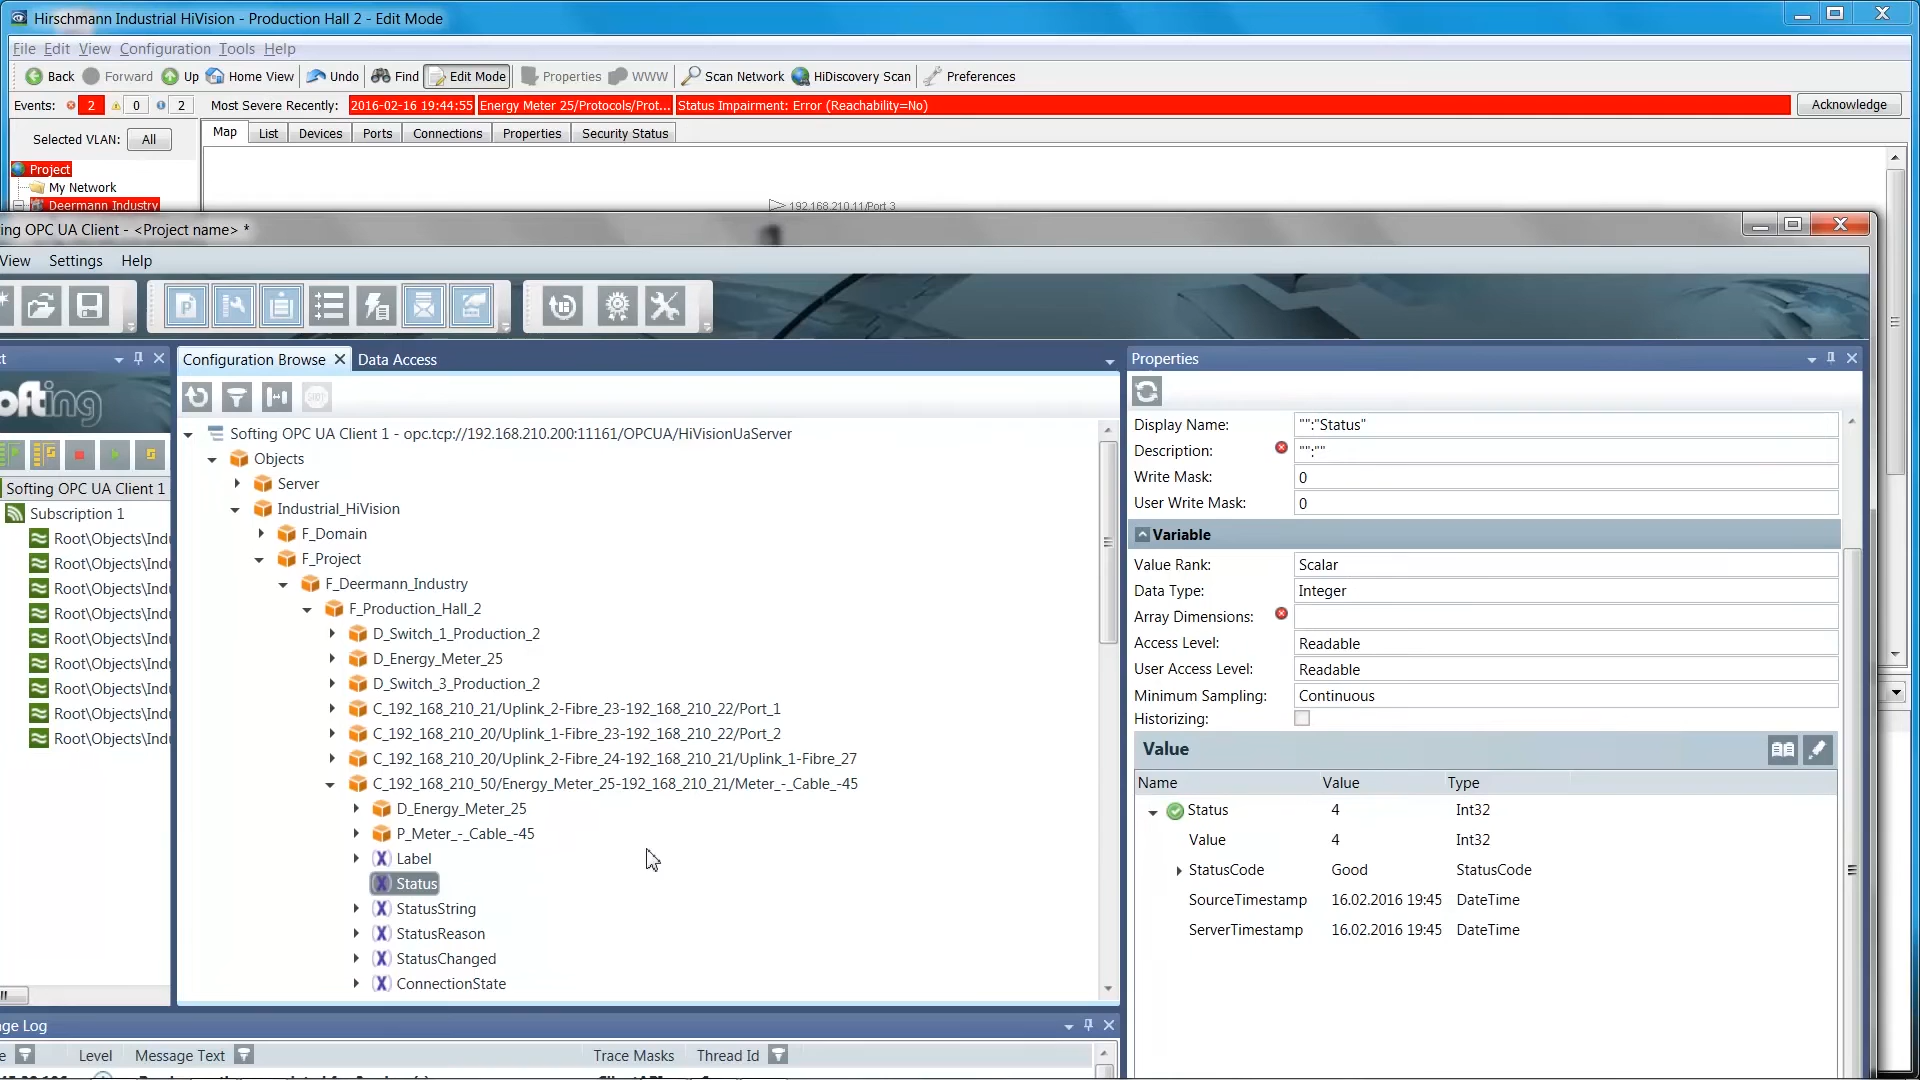 Hirschmann Industrial HiVision - Production Hall 2 - Edit Mode
File Edit View Configuration Tools Help
Back Forward Up Home View Undo Find Edit Mode Properties WWW Scan Network HiDiscovery Scan Preferences
Events: 2 0 2 Most Severe Recently: 2016-02-16 19:44:55 Energy Meter 25/Protocols/Prot... Status Impairment: Error (Reachability=No) Acknowledge
Selected VLAN: All
Map List Devices Ports Connections Properties Security Status
Project
My Network
Deermann Industry
192.168.210.11/Port 3
ing OPC UA Client - <Project name> *
View Settings Help
Configuration Browse Data Access
Softing OPC UA Client 1
Subscription 1
Root\Objects\Indu
Root\Objects\Indu
Root\Objects\Indu
Root\Objects\Indu
Root\Objects\Indu
Root\Objects\Indu
Root\Objects\Indu
Root\Objects\Indu
Root\Objects\Indu
Softing OPC UA Client 1 - opc.tcp://192.168.210.200:11161/OPCUA/HiVisionUaServer
Objects
Server
Industrial_HiVision
F_Domain
F_Project
F_Deermann_Industry
F_Production_Hall_2
D_Switch_1_Production_2
D_Energy_Meter_25
D_Switch_3_Production_2
C_192_168_210_21/Uplink_2-Fibre_23-192_168_210_22/Port_1
C_192_168_210_20/Uplink_1-Fibre_23-192_168_210_22/Port_2
C_192_168_210_20/Uplink_2-Fibre_24-192_168_210_21/Uplink_1-Fibre_27
C_192_168_210_50/Energy_Meter_25-192_168_210_21/Meter_-_Cable_-45
D_Energy_Meter_25
P_Meter_-_Cable_-45
Label
Status
StatusString
StatusReason
StatusChanged
ConnectionState
Properties
Display Name: "":"Status"
Description: "":""
Write Mask: 0
User Write Mask: 0
Variable
Value Rank: Scalar
Data Type: Integer
Array Dimensions:
Access Level: Readable
User Access Level: Readable
Minimum Sampling: Continuous
Historizing:
Value
Name Value Type
Status 4 Int32
Value 4 Int32
StatusCode Good StatusCode
SourceTimestamp 16.02.2016 19:45 DateTime
ServerTimestamp 16.02.2016 19:45 DateTime
ge Log
Level Message Text Trace Masks Thread Id